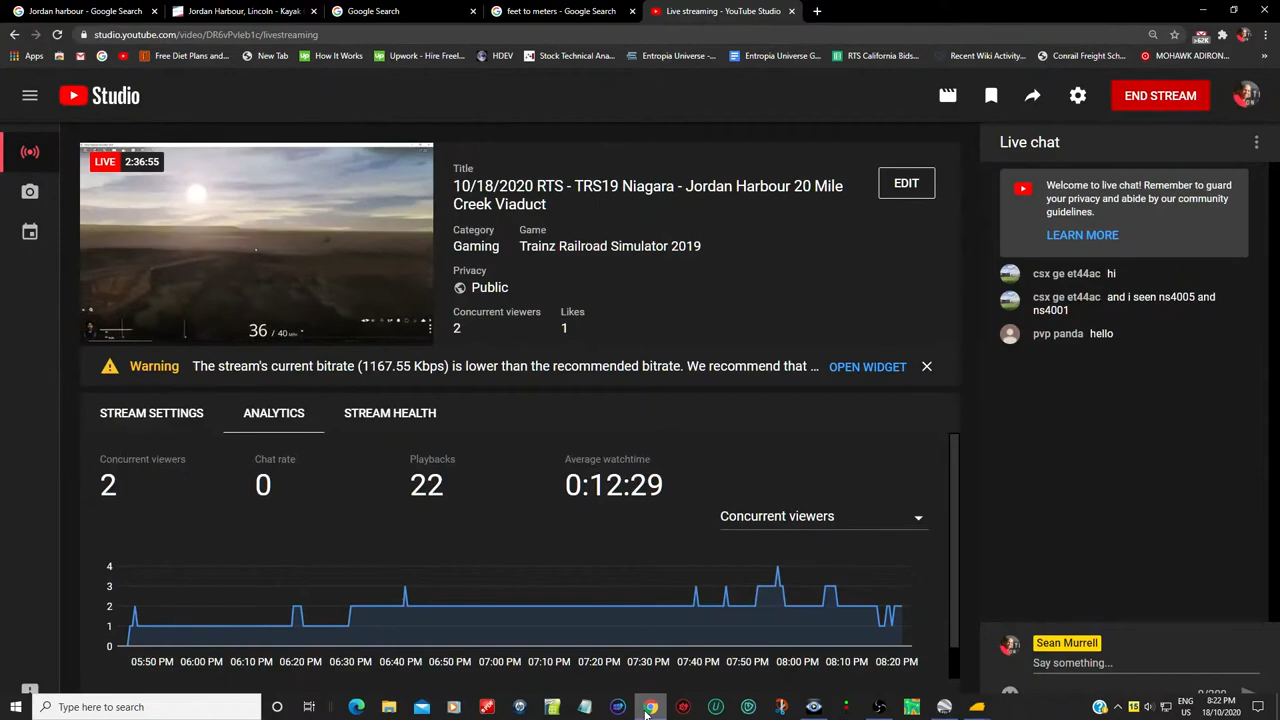 Jordan harbour - Google Search
Jordan Harbour, Lincoln - Kayak
Google Search
feet to meters - Google Search
Live streaming - YouTube Studio
studio.youtube.com/video/DR6vPvIeb1c/livestreaming
Apps
Free Diet Plans and...
New Tab
How It Works
Upwork - Hire Freel...
HDEV
Stock Technical Ana...
Entropia Universe -...
Entropia Universe G...
RTS California Bids...
Recent Wiki Activity...
Conrail Freight Sche...
MOHAWK ADIRON...
Studio
END STREAM
LIVE 2:36:55
36 / 40 MPH
Title
10/18/2020 RTS - TRS19 Niagara - Jordan Harbour 20 Mile
Creek Viaduct
EDIT
Category Game
Gaming Trainz Railroad Simulator 2019
Privacy
Public
Concurrent viewers Likes
2 1
Live chat
Welcome to live chat! Remember to guard
your privacy and abide by our community
guidelines.
LEARN MORE
csx ge et44ac hi
csx ge et44ac and i seen ns4005 and
ns4001
pvp panda hello
Warning The stream's current bitrate (1167.55 Kbps) is lower than the recommended bitrate. We recommend that ... OPEN WIDGET
STREAM SETTINGS ANALYTICS STREAM HEALTH
Concurrent viewers Chat rate Playbacks Average watchtime
2 0 22 0:12:29
Concurrent viewers
4
3
2
1
0
05:50 PM 06:00 PM 06:10 PM 06:20 PM 06:30 PM 06:40 PM 06:50 PM 07:00 PM 07:10 PM 07:20 PM 07:30 PM 07:40 PM 07:50 PM 08:00 PM 08:10 PM 08:20 PM
Sean Murrell
Say something...
0/200
Type here to search
15
ENG
US
8:22 PM
18/10/2020